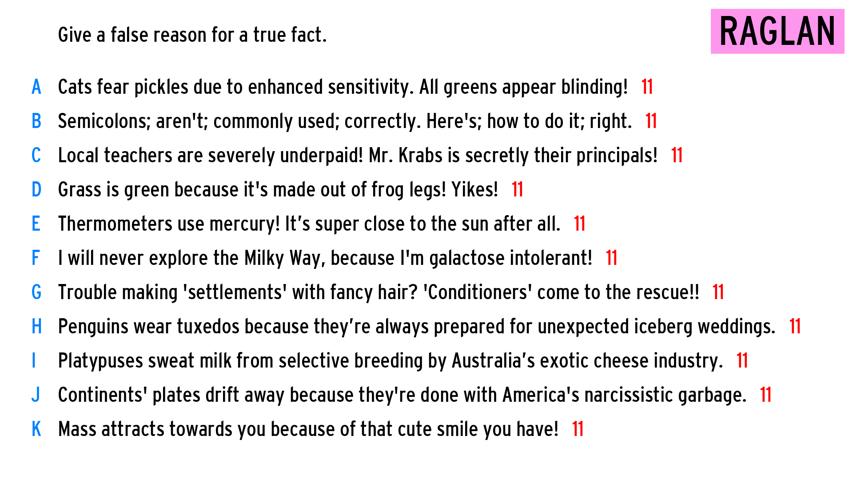 Give a false reason for a true fact.
RAGLAN
A Cats fear pickles due to enhanced sensitivity. All greens appear blinding! 11
B Semicolons; aren't; commonly used; correctly. Here's; how to do it; right. 11
C Local teachers are severely underpaid! Mr. Krabs is secretly their principals! 11
D Grass is green because it's made out of frog legs! Yikes! 11
E Thermometers use mercury! It’s super close to the sun after all. 11
F I will never explore the Milky Way, because I'm galactose intolerant! 11
G Trouble making 'settlements' with fancy hair? 'Conditioners' come to the rescue!! 11
H Penguins wear tuxedos because they’re always prepared for unexpected iceberg weddings. 11
I Platypuses sweat milk from selective breeding by Australia’s exotic cheese industry. 11
J Continents' plates drift away because they're done with America's narcissistic garbage. 11
K Mass attracts towards you because of that cute smile you have! 11